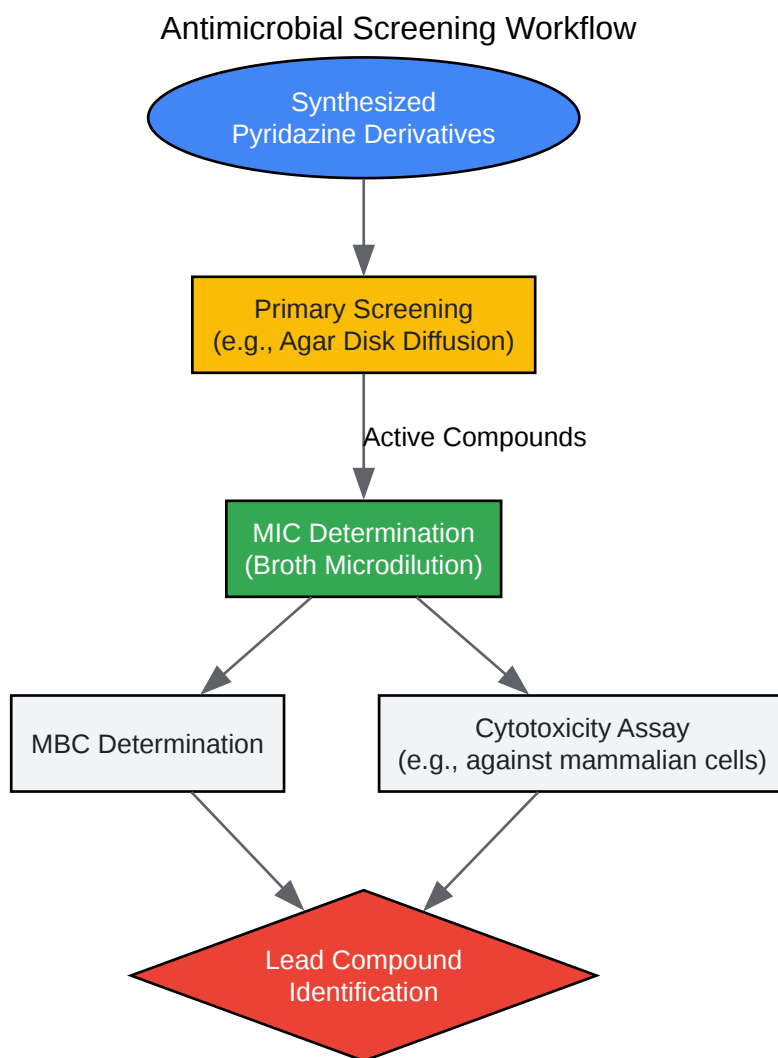 Antimicrobial Screening Workflow
Synthesized
Pyridazine Derivatives
Primary Screening
(e.g., Agar Disk Diffusion)
Active Compounds
MIC Determination
(Broth Microdilution)
MBC Determination
Cytotoxicity Assay
(e.g., against mammalian cells)
Lead Compound
Identification